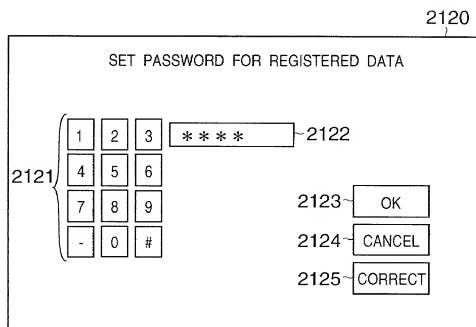 2120
SET PASSWORD FOR REGISTERED DATA
1 2 3 **** 2122
2121 4 5 6
7 8 9 2123 OK
- 0 # 2124 CANCEL
2125 CORRECT